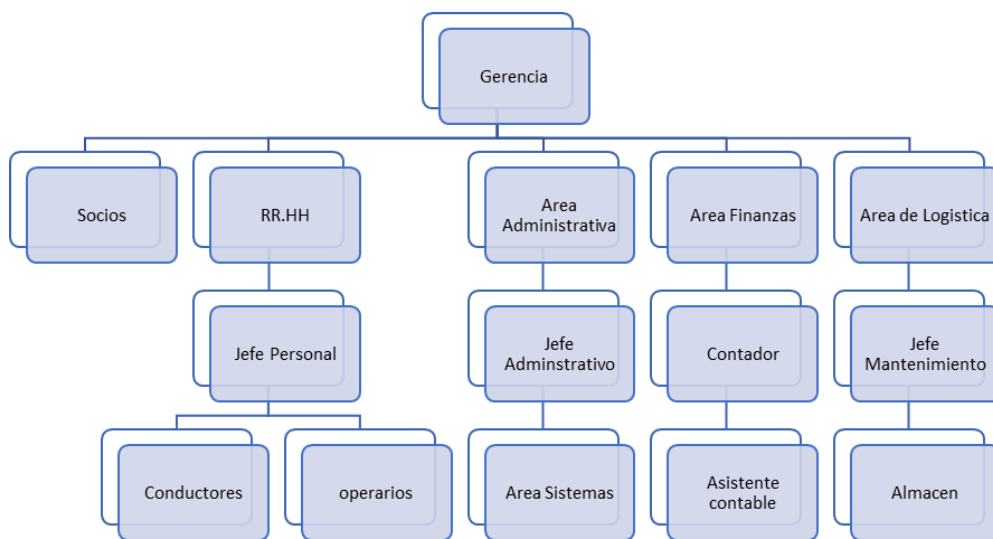 Gerencia
Socios
RR.HH
Area
Administrativa
Area Finanzas
Area de Logistica
Jefe Personal
Jefe
Adminstrativo
Contador
Jefe
Mantenimiento
Conductores
operarios
Area Sistemas
Asistente
contable
Almacen